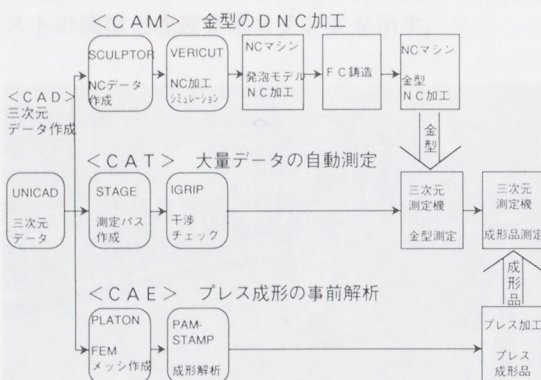 ＜CAM＞ 金型のDNC加工
SCULPTOR
NCデータ
作成
VERICUT
NC加工
シミュレーション
NCマシン
発泡モデル
NC加工
FC鋳造
NCマシン
金型
NC加工
＜CAD＞
三次元
データ作成
金型
＜CAT＞ 大量データの自動測定
UNICAD
三次元
データ
STAGE
測定パス
作成
IGRIP
干渉
チェック
三次元
測定機
金型測定
三次元
測定機
成形品測定
成形品
＜CAE＞ プレス成形の事前解析
PLATON
FEM
メッシ作成
PAM-
STAMP
成形解析
プレス加工
プレス
成形品